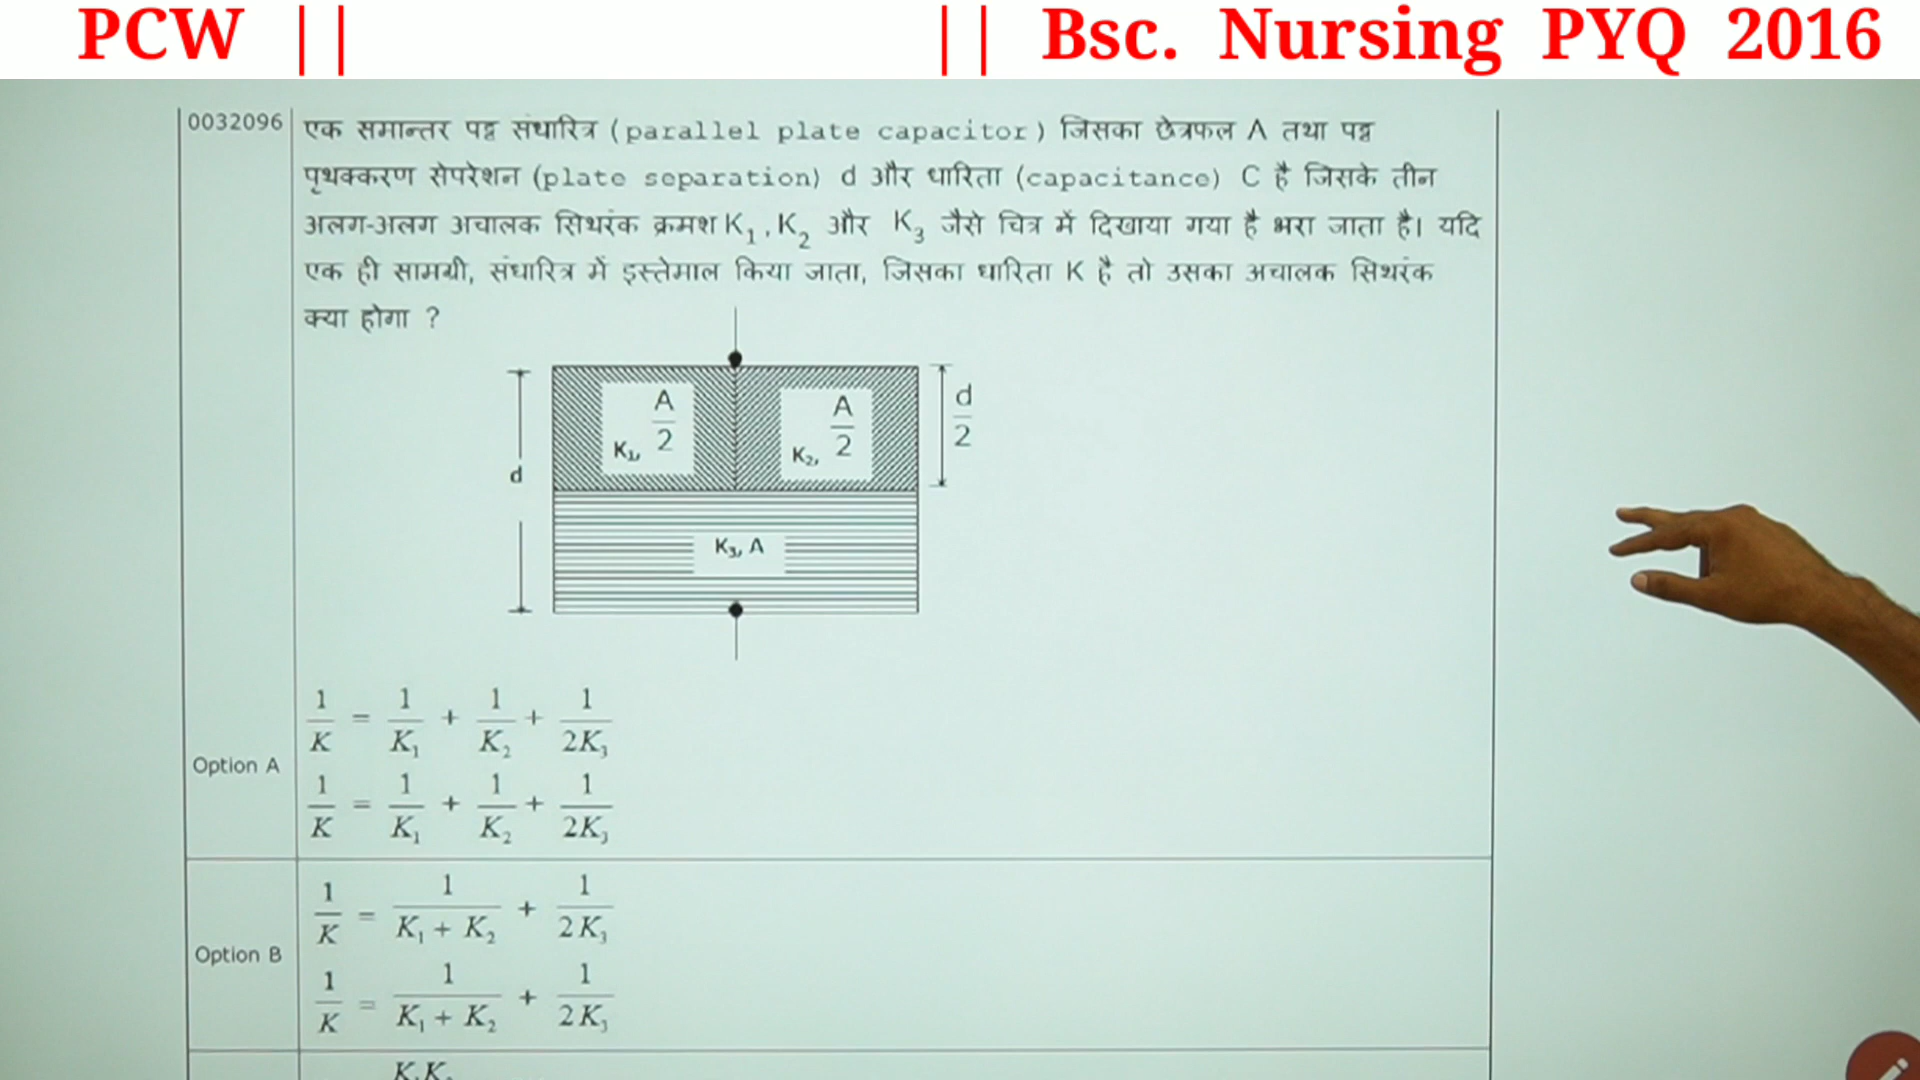 PCW || || Bsc. Nursing PYQ 2016
0032096
एक समान्तर पट्ट संधारित्र (parallel plate capacitor) जिसका छेत्रफल A तथा पट्ट
पृथक्करण सेपरेशन (plate separation) d और धारिता (capacitance) C है जिसके तीन
अलग-अलग अचालक स्थिरंक क्रमश K₁, K₂ और K₃ जैसे चित्र में दिखाया गया है भरा जाता है। यदि
एक ही सामग्री, संधारित्र में इस्तेमाल किया जाता, जिसका धारिता K है तो उसका अचालक स्थिरंक
क्या होगा ?
d
K₁, A/2
K₂, A/2
d/2
K₃, A
Option A
1/K = 1/K₁ + 1/K₂ + 1/2K₃
1/K = 1/K₁ + 1/K₂ + 1/2K₃
Option B
1/K = 1/(K₁ + K₂) + 1/2K₃
1/K = 1/(K₁ + K₂) + 1/2K₃